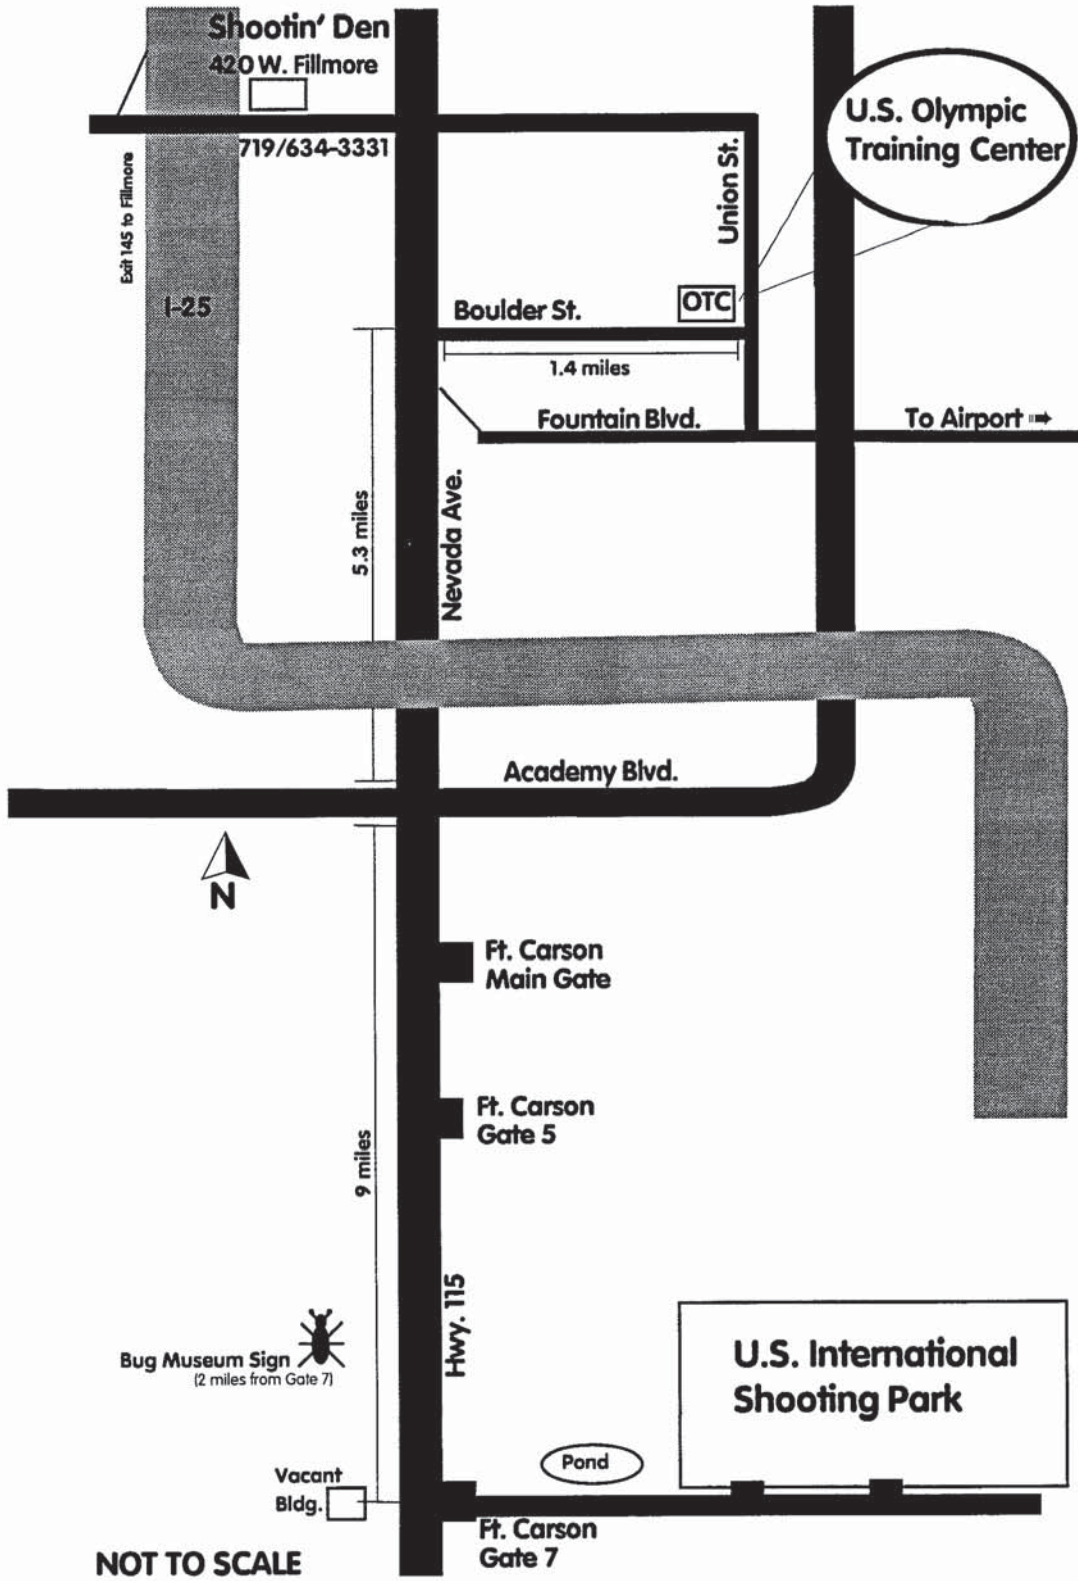 Shootin' Den
420 W. Fillmore
719/634-3331
Exit 145 to Fillmore
I-25
U.S. Olympic
Training Center
Union St.
OTC
Boulder St.
1.4 miles
Fountain Blvd.
To Airport
5.3 miles
Nevada Ave.
Academy Blvd.
N
Ft. Carson
Main Gate
Ft. Carson
Gate 5
9 miles
Hwy. 115
Bug Museum Sign
(2 miles from Gate 7)
U.S. International
Shooting Park
Pond
Vacant
Bldg.
Ft. Carson
Gate 7
NOT TO SCALE